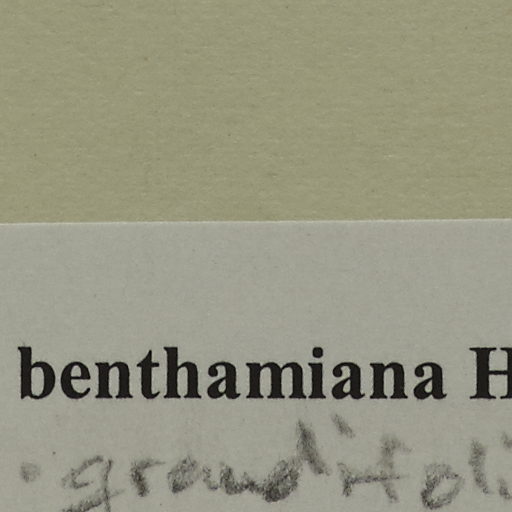 benthamiana H
. grandifoli